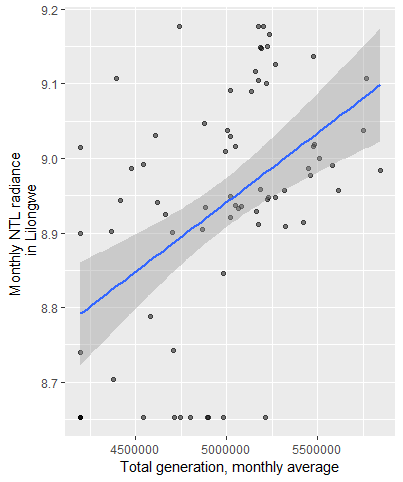 9.2
9.1
9.0
8.9
8.8
8.7
Monthly NTL radiance
in Lilongwe
4500000 5000000 5500000
Total generation, monthly average